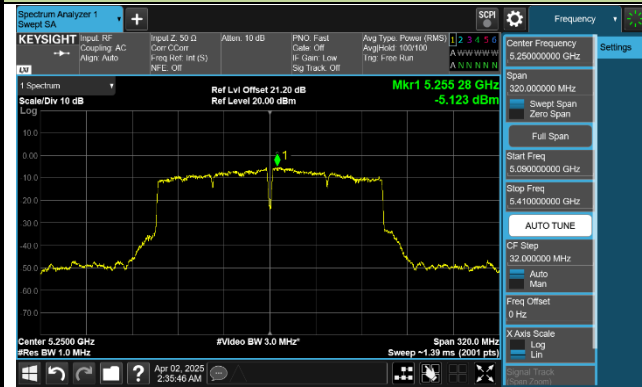 Spectrum Analyzer 1
Swept SA
SCPI
Frequency
KEYSIGHT
Input: RF
Coupling: AC
Align: Auto
Input Z: 50 Ω
Corr CCorr
Freq Ref: Int (S)
NFE: Off
Atten: 10 dB
PNO: Fast
Gate: Off
IF Gain: Low
Sig Track: Off
Avg Type: Power (RMS)
Avg|Hold: 100/100
Trig: Free Run
1 2 3 4 5 6
A W W W W W
A N N N N N
LXI
1 Spectrum
Scale/Div 10 dB
Log
Ref Lvl Offset 21.20 dB
Ref Level 20.00 dBm
Mkr1 5.255 28 GHz
-5.123 dBm
10.0
0.00
-10.0
-20.0
-30.0
-40.0
-50.0
-60.0
-70.0
1
Center 5.2500 GHz
#Res BW 1.0 MHz
#Video BW 3.0 MHz*
Span 320.0 MHz
Sweep ~1.39 ms (2001 pts)
Apr 02, 2025
2:35:46 AM
Center Frequency
5.250000000 GHz
Settings
Span
320.000000 MHz
Swept Span
Zero Span
Full Span
Start Freq
5.090000000 GHz
Stop Freq
5.410000000 GHz
AUTO TUNE
CF Step
32.000000 MHz
Auto
Man
Freq Offset
0 Hz
X Axis Scale
Log
Lin
Signal Track
(Span Zoom)